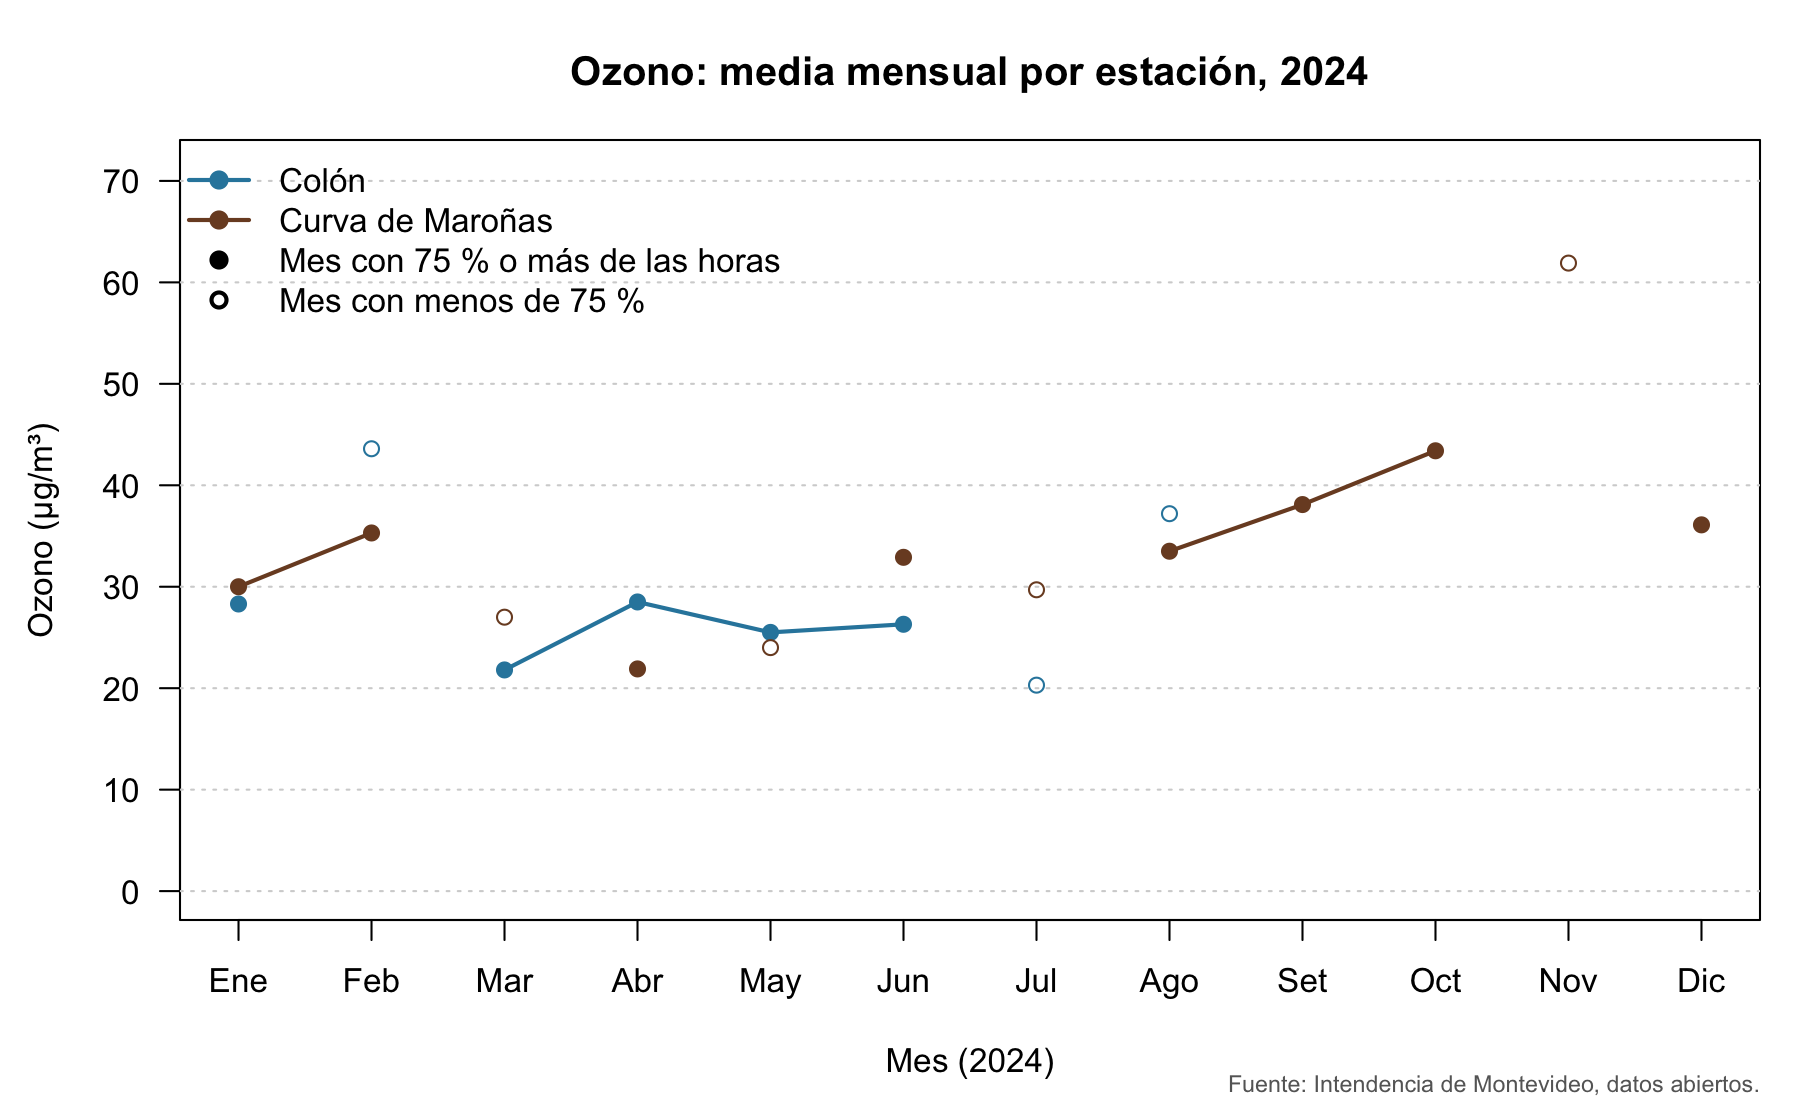 Ozono: media mensual por estación, 2024
Colón
Curva de Maroñas
Mes con 75 % o más de las horas
Mes con menos de 75 %
Ozono (µg/m³)
70
60
50
40
30
20
10
0
Ene Feb Mar Abr May Jun Jul Ago Set Oct Nov Dic
Mes (2024)
Fuente: Intendencia de Montevideo, datos abiertos.